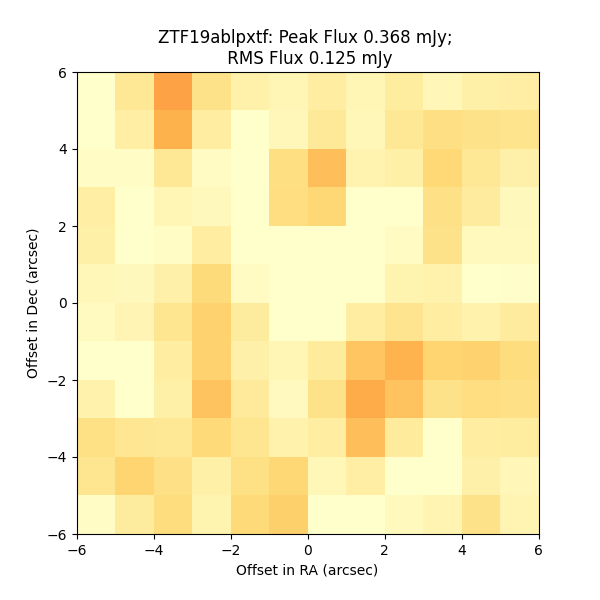 ZTF19ablpxtf: Peak Flux 0.368 mJy;
RMS Flux 0.125 mJy
6
4
2
0
−2
−4
−6
Offset in Dec (arcsec)
−6 −4 −2 0 2 4 6
Offset in RA (arcsec)